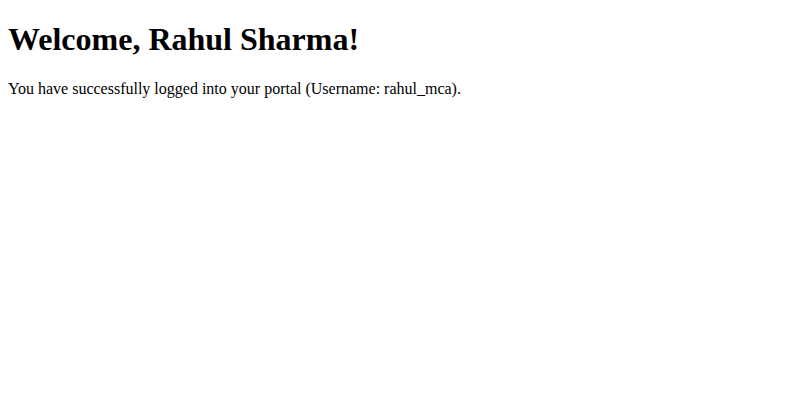 Welcome, Rahul Sharma!
You have successfully logged into your portal (Username: rahul_mca).